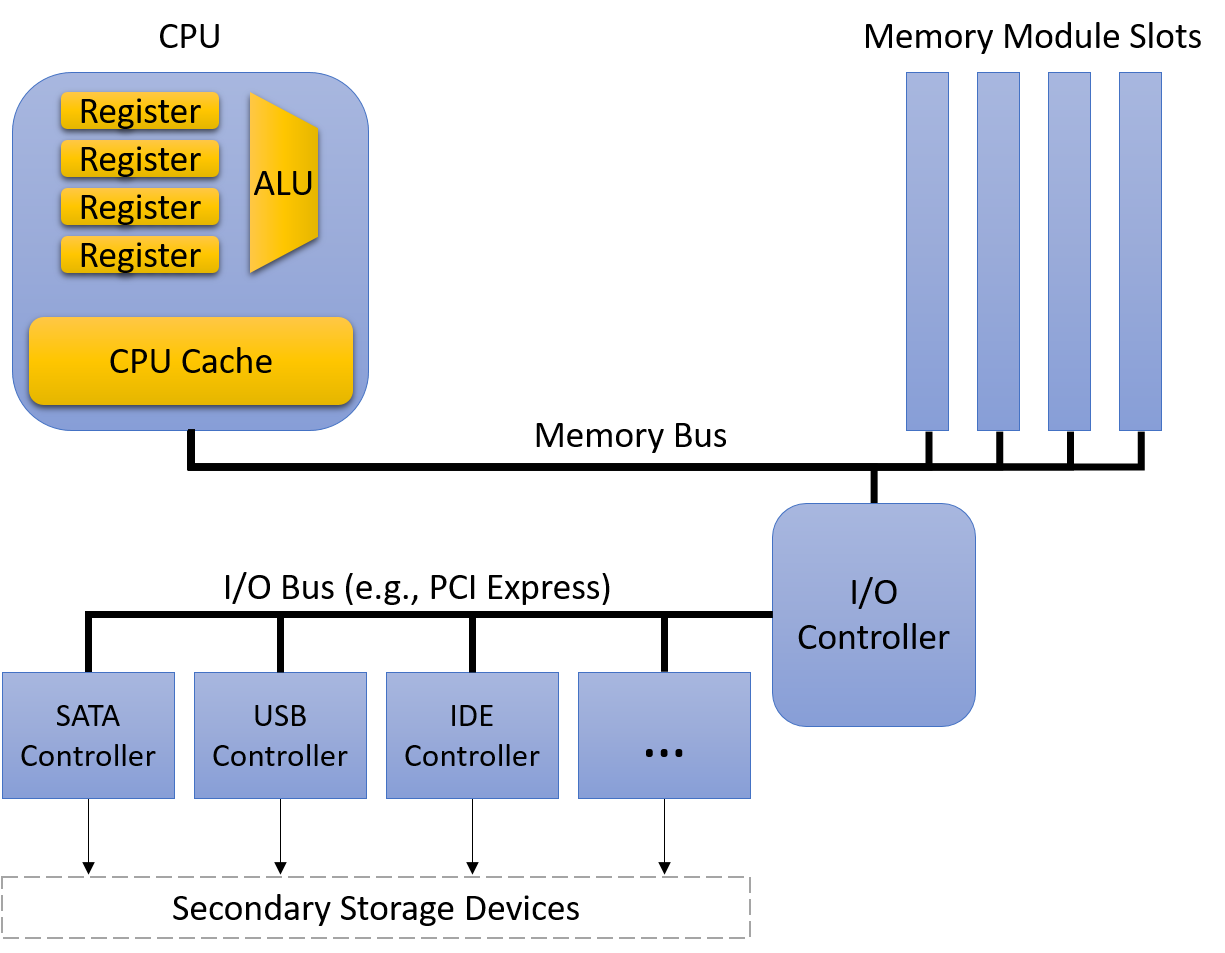 CPU
Memory Module Slots
Register
Register
Register
Register
ALU
CPU Cache
Memory Bus
I/O Bus (e.g., PCI Express)
I/O
Controller
SATA
Controller
USB
Controller
IDE
Controller
...
Secondary Storage Devices